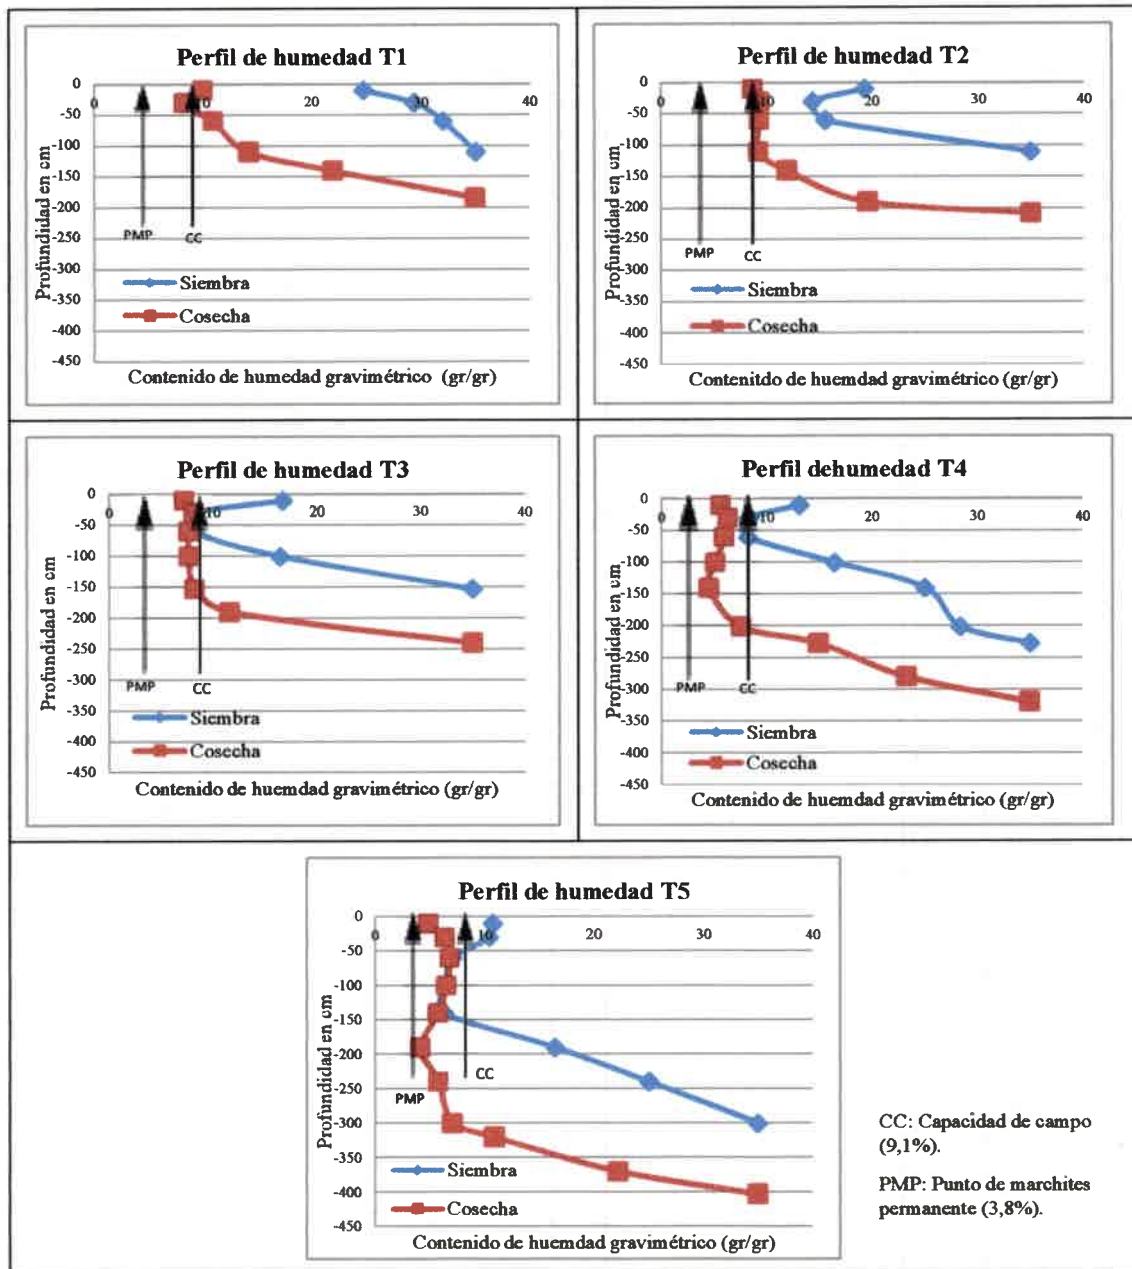 Perfil de humedad T1
0
-50
-100
-150
-200
-250
-300
-350
-400
-450
0 10 20 30 40
Profundidad en cm
PMP CC
Siembra
Cosecha
Contenido de humedad gravimétrico (gr/gr)
Perfil de humedad T2
0
-50
-100
-150
-200
-250
-300
-350
-400
-450
0 10 20 30 40
Profundidad en cm
PMP CC
Siembra
Cosecha
Contenitdo de huemdad gravimétrico (gr/gr)
Perfil de humedad T3
0
-50
-100
-150
-200
-250
-300
-350
-400
-450
0 10 20 30 40
Profundidad en cm
PMP CC
Siembra
Cosecha
Contenido de huemdad gravimétrico (gr/gr)
Perfil dehumedad T4
0
-50
-100
-150
-200
-250
-300
-350
-400
-450
0 10 20 30 40
Profundidad en cm
PMP CC
Siembra
Cosecha
Contenido de huemdad gravimétrico (gr/gr)
Perfil de humedad T5
0
-50
-100
-150
-200
-250
-300
-350
-400
-450
0 10 20 30 40
Profundidad en cm
PMP CC
Siembra
Cosecha
Contenido de huemdad gravimétrico (gr/gr)
CC: Capacidad de campo
(9,1%).
PMP: Punto de marchites
permanente (3,8%).